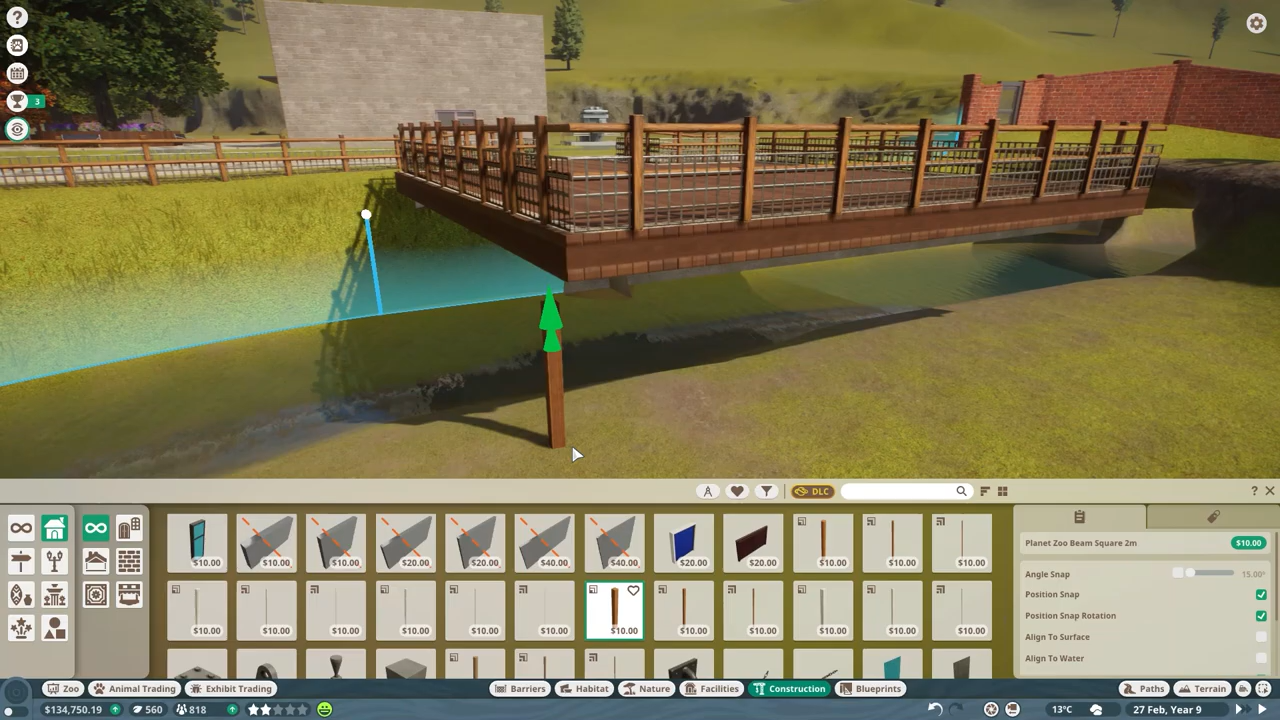 ?
3
DLC
? ×
$10.00 $10.00 $10.00 $20.00 $20.00 $40.00 $40.00 $20.00 $20.00 $10.00 $10.00 $10.00
$10.00 $10.00 $10.00 $10.00 $10.00 $10.00 $10.00 $10.00 $10.00 $10.00 $10.00 $10.00
Planet Zoo Beam Square 2m $10.00
Angle Snap 15.00°
Position Snap
Position Snap Rotation
Align To Surface
Align To Water
Zoo Animal Trading Exhibit Trading Barriers Habitat Nature Facilities Construction Blueprints Paths Terrain
$134,750.19 560 818 13°C 27 Feb, Year 9